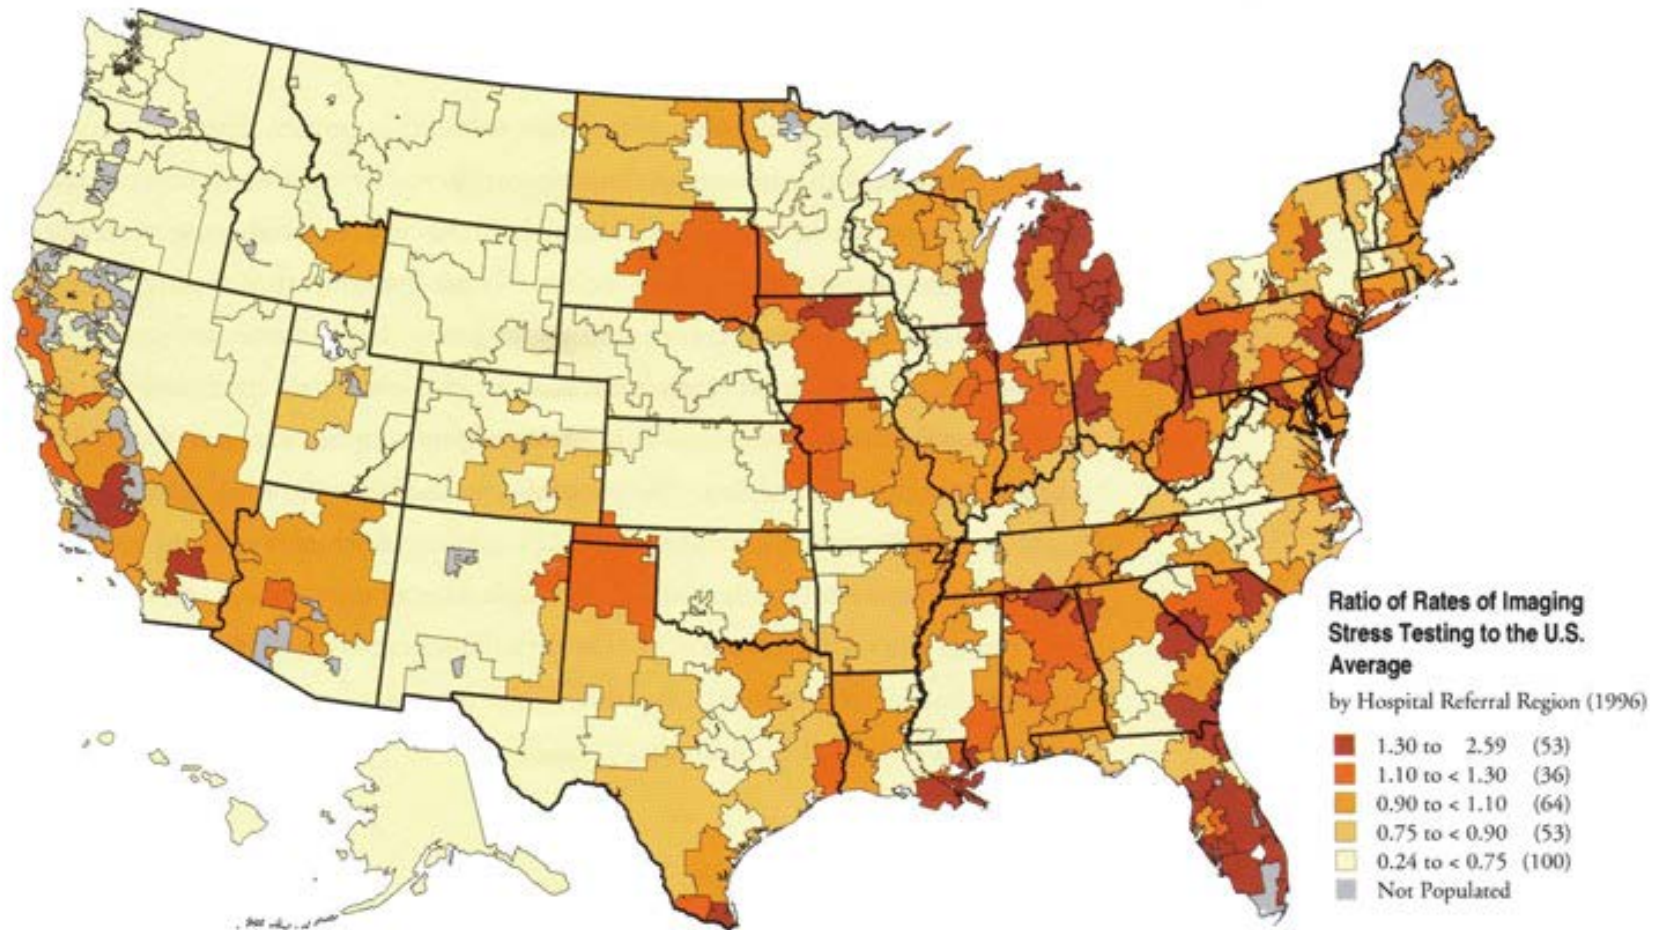 Ratio of Rates of Imaging
Stress Testing to the U.S.
Average
by Hospital Referral Region (1996)
1.30 to 2.59 (53)
1.10 to < 1.30 (36)
0.90 to < 1.10 (64)
0.75 to < 0.90 (53)
0.24 to < 0.75 (100)
Not Populated